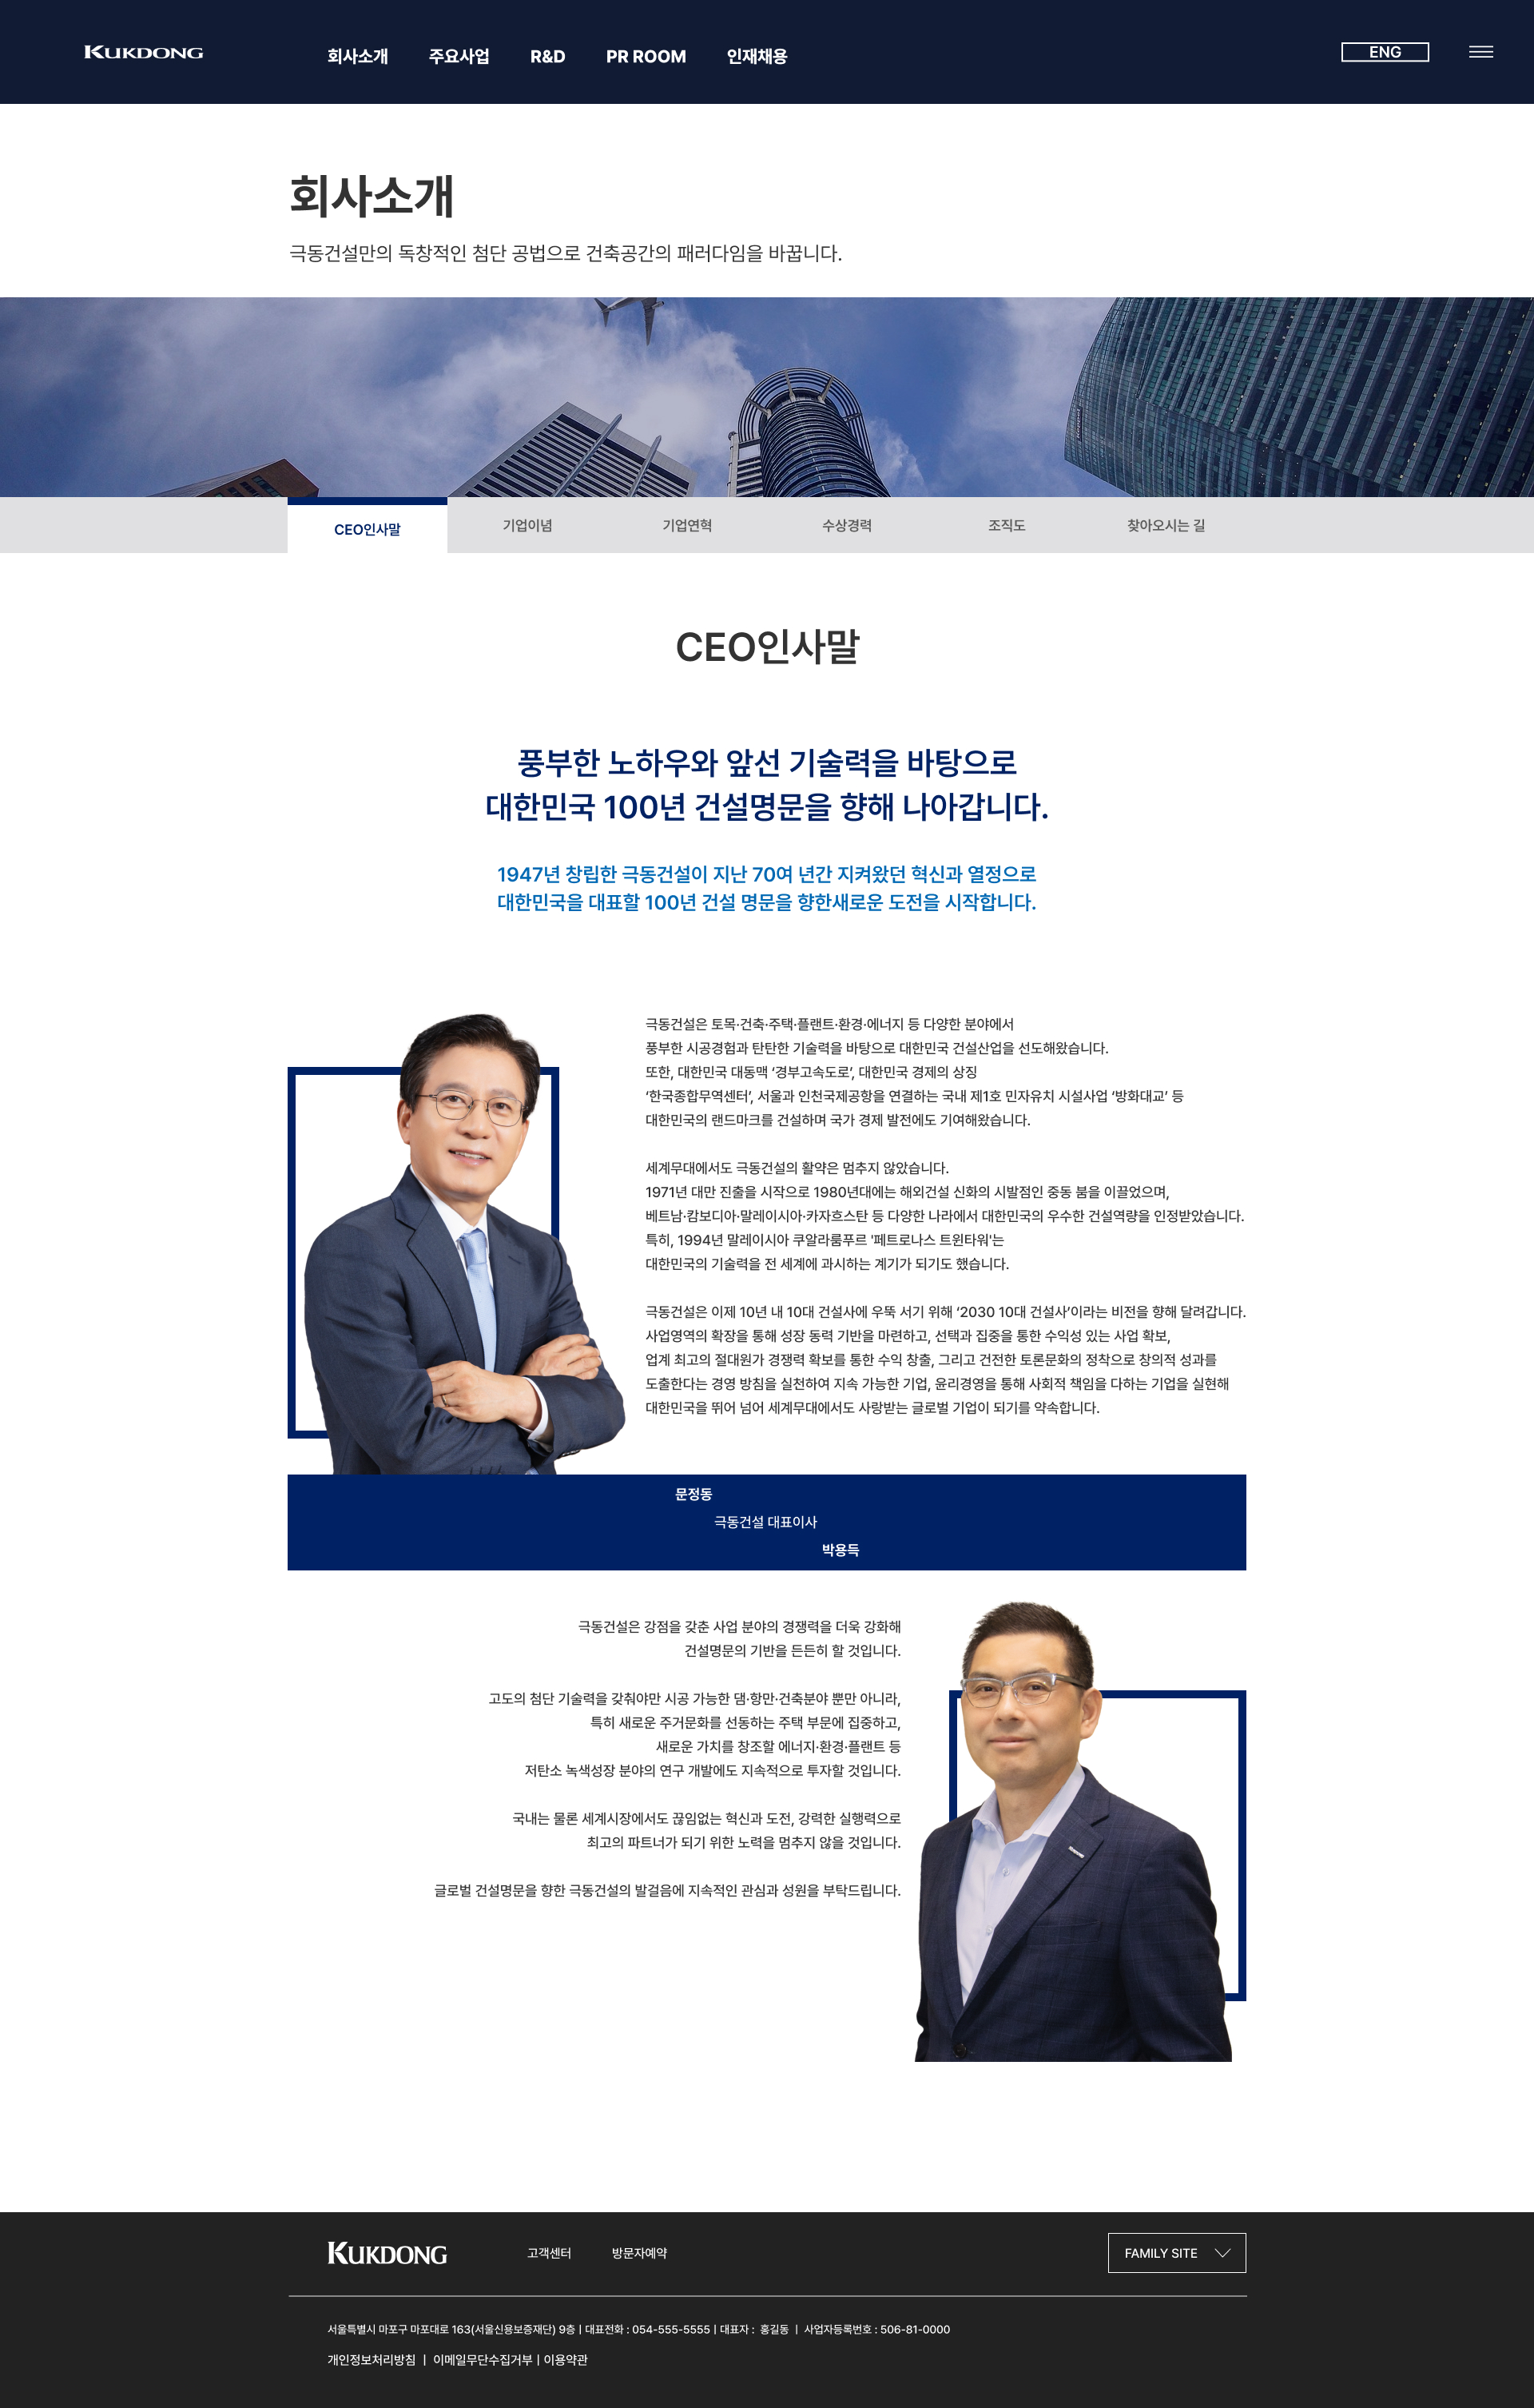 KUKDONG
회사소개
주요사업
R&D
PR ROOM
인재채용
ENG
회사소개
극동건설만의 독창적인 첨단 공법으로 건축공간의 패러다임을 바꿉니다.
CEO인사말
기업이념
기업연혁
수상경력
조직도
찾아오시는 길
CEO인사말
풍부한 노하우와 앞선 기술력을 바탕으로
대한민국 100년 건설명문을 향해 나아갑니다.
1947년 창립한 극동건설이 지난 70여 년간 지켜왔던 혁신과 열정으로
대한민국을 대표할 100년 건설 명문을 향한새로운 도전을 시작합니다.
극동건설은 토목·건축·주택·플랜트·환경·에너지 등 다양한 분야에서
풍부한 시공경험과 탄탄한 기술력을 바탕으로 대한민국 건설산업을 선도해왔습니다.
또한, 대한민국 대동맥 ‘경부고속도로’, 대한민국 경제의 상징
‘한국종합무역센터’, 서울과 인천국제공항을 연결하는 국내 제1호 민자유치 시설사업 ‘방화대교’ 등
대한민국의 랜드마크를 건설하며 국가 경제 발전에도 기여해왔습니다.
세계무대에서도 극동건설의 활약은 멈추지 않았습니다.
1971년 대만 진출을 시작으로 1980년대에는 해외건설 신화의 시발점인 중동 붐을 이끌었으며,
베트남·캄보디아·말레이시아·카자흐스탄 등 다양한 나라에서 대한민국의 우수한 건설역량을 인정받았습니다.
특히, 1994년 말레이시아 쿠알라룸푸르 '페트로나스 트윈타워'는
대한민국의 기술력을 전 세계에 과시하는 계기가 되기도 했습니다.
극동건설은 이제 10년 내 10대 건설사에 우뚝 서기 위해 ‘2030 10대 건설사’이라는 비전을 향해 달려갑니다.
사업영역의 확장을 통해 성장 동력 기반을 마련하고, 선택과 집중을 통한 수익성 있는 사업 확보,
업계 최고의 절대원가 경쟁력 확보를 통한 수익 창출, 그리고 건전한 토론문화의 정착으로 창의적 성과를
도출한다는 경영 방침을 실천하여 지속 가능한 기업, 윤리경영을 통해 사회적 책임을 다하는 기업을 실현해
대한민국을 뛰어 넘어 세계무대에서도 사랑받는 글로벌 기업이 되기를 약속합니다.
문정동
극동건설 대표이사
박용득
극동건설은 강점을 갖춘 사업 분야의 경쟁력을 더욱 강화해
건설명문의 기반을 든든히 할 것입니다.
고도의 첨단 기술력을 갖춰야만 시공 가능한 댐·항만·건축분야 뿐만 아니라,
특히 새로운 주거문화를 선동하는 주택 부문에 집중하고,
새로운 가치를 창조할 에너지·환경·플랜트 등
저탄소 녹색성장 분야의 연구 개발에도 지속적으로 투자할 것입니다.
국내는 물론 세계시장에서도 끊임없는 혁신과 도전, 강력한 실행력으로
최고의 파트너가 되기 위한 노력을 멈추지 않을 것입니다.
글로벌 건설명문을 향한 극동건설의 발걸음에 지속적인 관심과 성원을 부탁드립니다.
KUKDONG
고객센터
방문자예약
FAMILY SITE
서울특별시 마포구 마포대로 163(서울신용보증재단) 9층 | 대표전화 : 054-555-5555 | 대표자 : 홍길동 | 사업자등록번호 : 506-81-0000
개인정보처리방침 | 이메일무단수집거부 | 이용약관